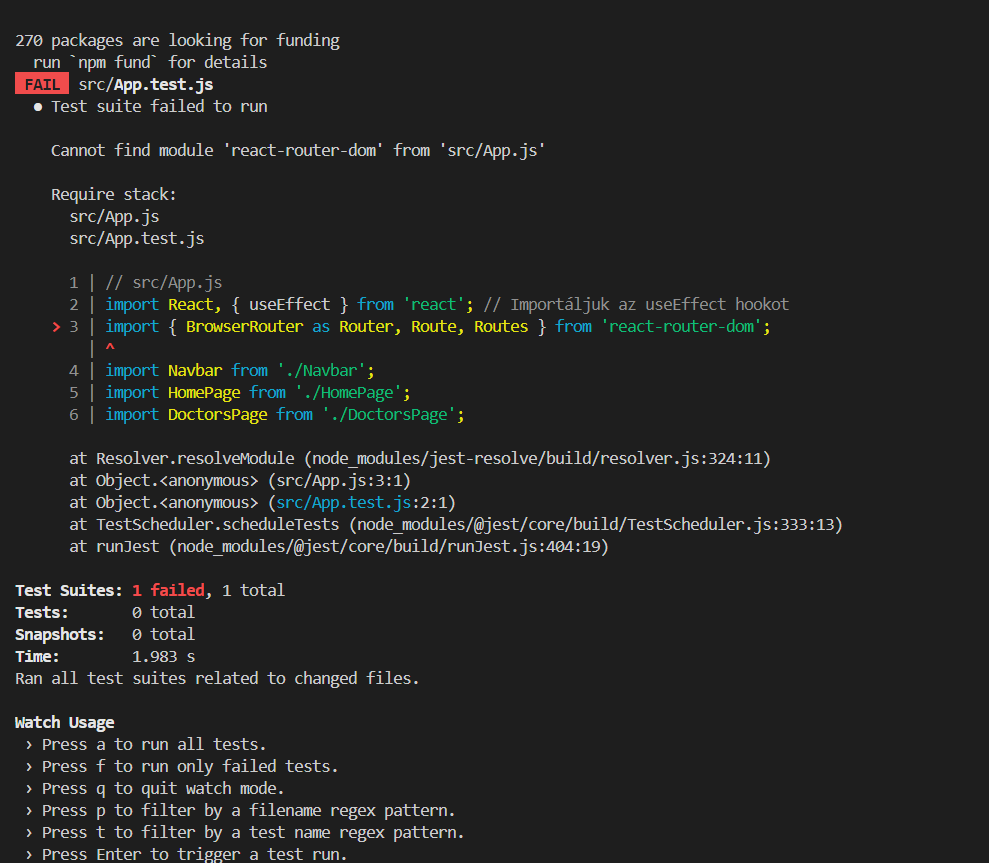 270 packages are looking for funding
  run `npm fund` for details
FAIL src/App.test.js
  ● Test suite failed to run

    Cannot find module 'react-router-dom' from 'src/App.js'

    Require stack:
      src/App.js
      src/App.test.js

      1 | // src/App.js
      2 | import React, { useEffect } from 'react'; // Importáljuk az useEffect hookot
    > 3 | import { BrowserRouter as Router, Route, Routes } from 'react-router-dom';
        | ^
      4 | import Navbar from './Navbar';
      5 | import HomePage from './HomePage';
      6 | import DoctorsPage from './DoctorsPage';

      at Resolver.resolveModule (node_modules/jest-resolve/build/resolver.js:324:11)
      at Object.<anonymous> (src/App.js:3:1)
      at Object.<anonymous> (src/App.test.js:2:1)
      at TestScheduler.scheduleTests (node_modules/@jest/core/build/TestScheduler.js:333:13)
      at runJest (node_modules/@jest/core/build/runJest.js:404:19)

Test Suites: 1 failed, 1 total
Tests:       0 total
Snapshots:   0 total
Time:        1.983 s
Ran all test suites related to changed files.

Watch Usage
 › Press a to run all tests.
 › Press f to run only failed tests.
 › Press q to quit watch mode.
 › Press p to filter by a filename regex pattern.
 › Press t to filter by a test name regex pattern.
 › Press Enter to trigger a test run.